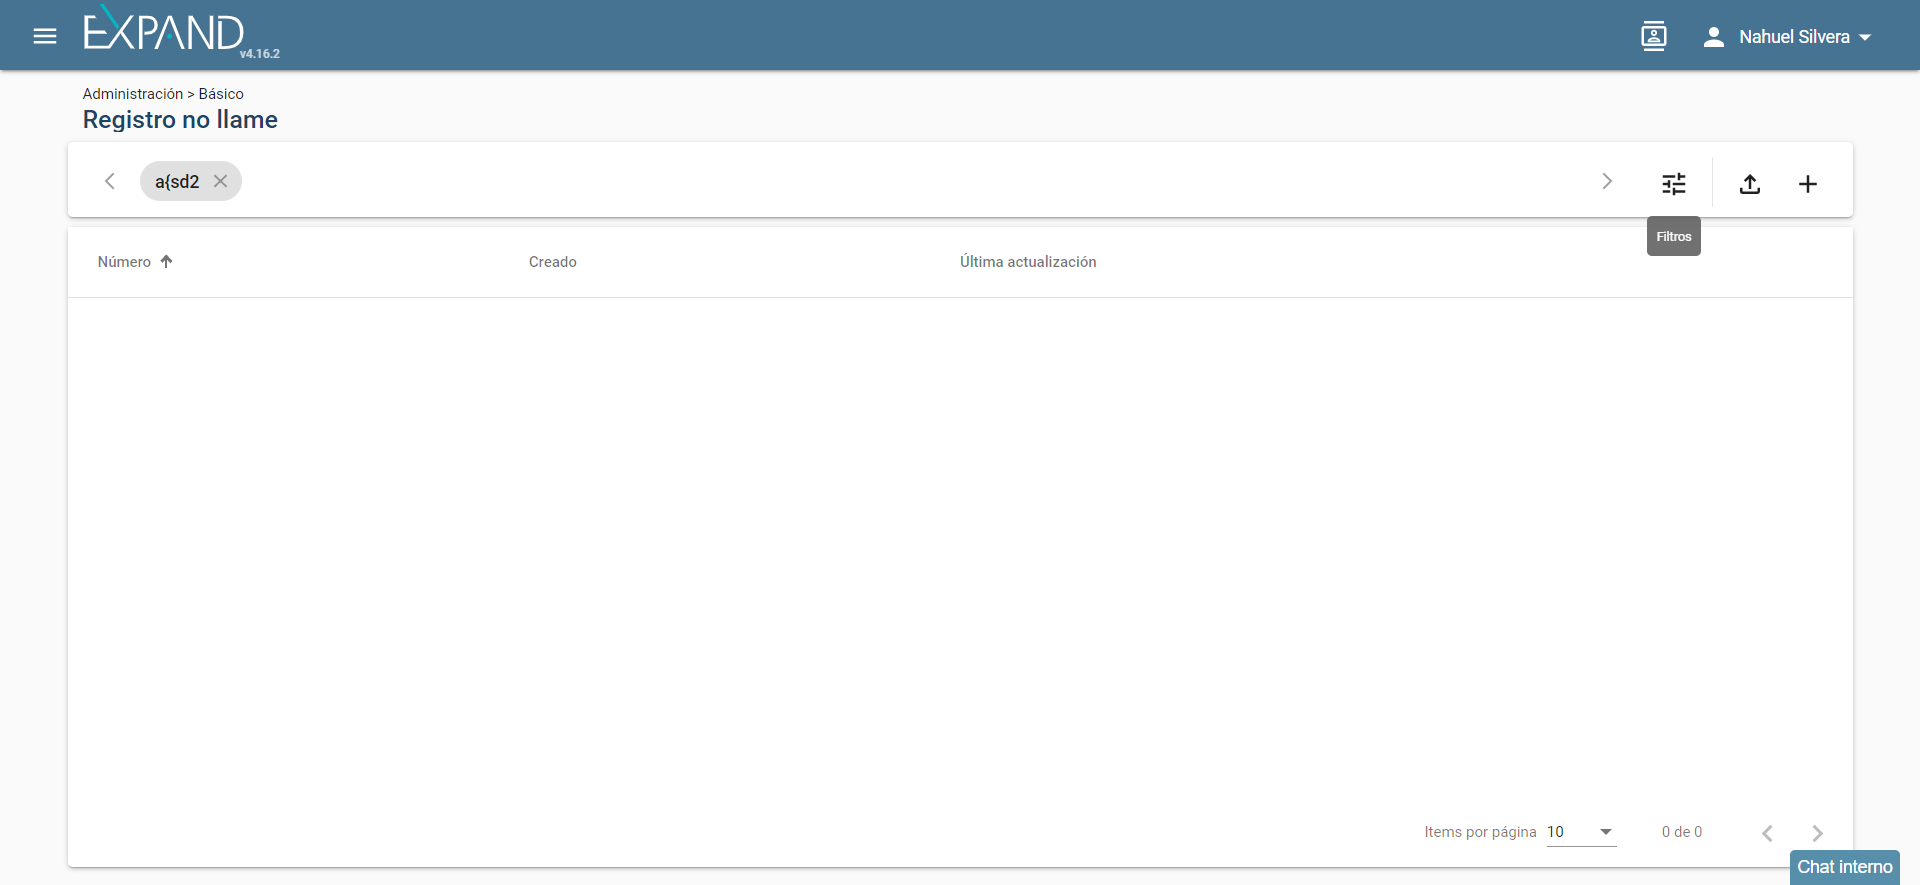 EXPAND
v4.16.2
Nahuel Silvera
Administración > Básico
Registro no llame
a{sd2
Filtros
Número Creado Última actualización
Items por página 10 0 de 0
Chat interno